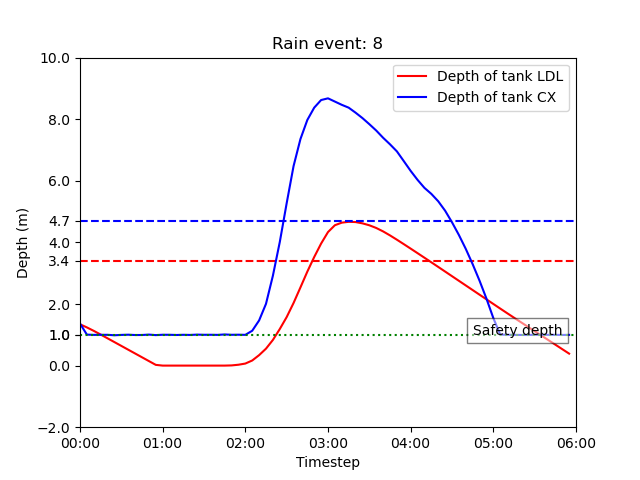 Rain event: 8
Depth of tank LDL
Depth of tank CX
10.0
8.0
6.0
4.7
4.0
3.4
2.0
1.0
1.0
0.0
−2.0
Depth (m)
Safety depth
00:00 01:00 02:00 03:00 04:00 05:00 06:00
Timestep